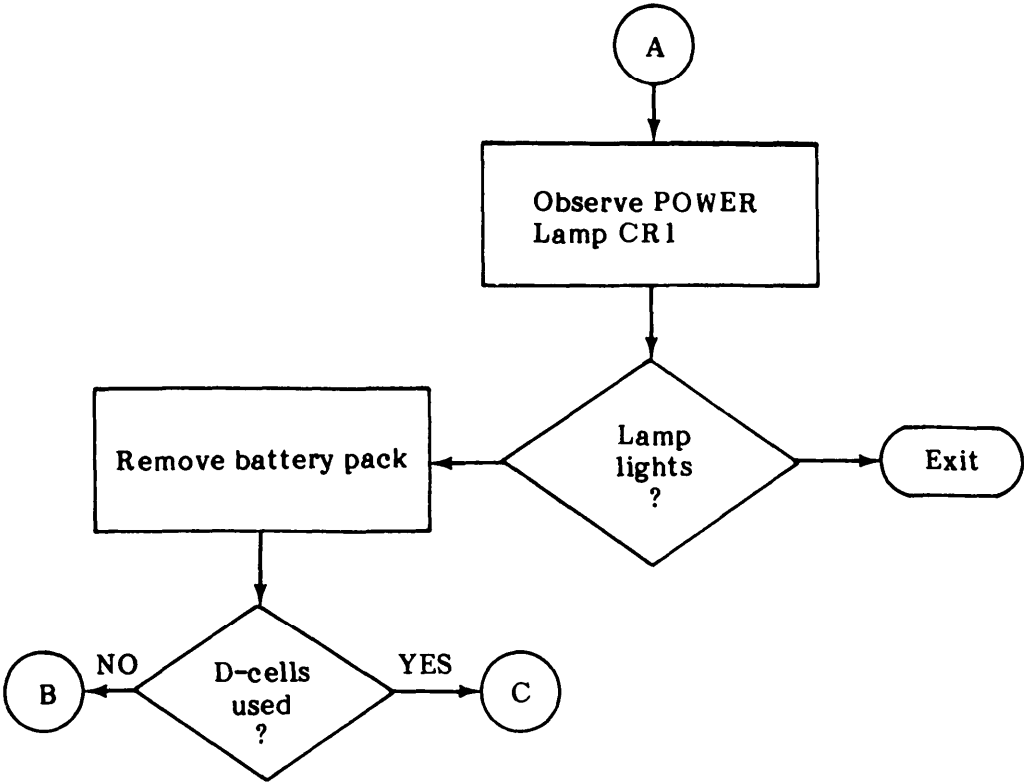 A
Observe POWER
Lamp CR1
Lamp
lights
?
Exit
Remove battery pack
D-cells
used
?
NO
B
YES
C